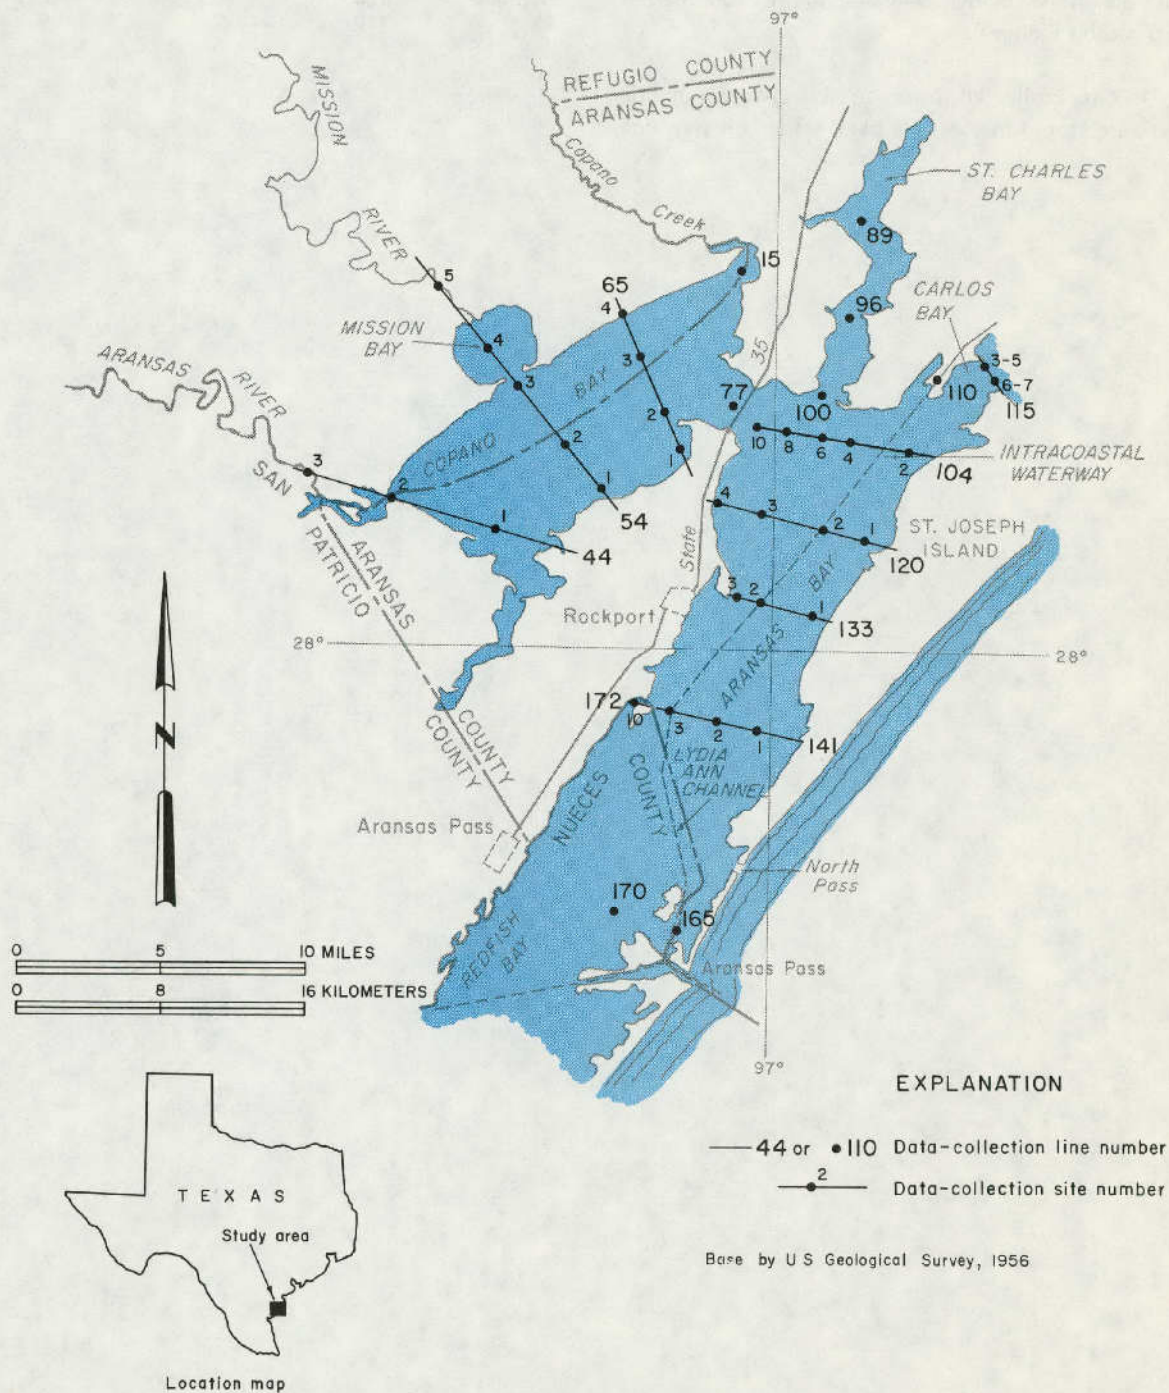 97°
MISSION
RIVER
REFUGIO COUNTY
ARANSAS COUNTY
Copano
Creek
ST. CHARLES
BAY
89
15
5
65
4
96
CARLOS
BAY
MISSION
BAY
4
3
35
3-5
6-7
110
115
ARANSAS
RIVER
3
BAY
77
100
2
10
8
6
4
2
INTRACOASTAL
WATERWAY
104
COPANO
2
1
3
SAN
PATRICIO
2
1
54
1
44
ARANSAS
4
3
2
1
120
ST. JOSEPH
ISLAND
State
BAY
Rockport
3
2
1
133
28°
28°
ARANSAS
172
10
3
2
1
141
COUNTY
COUNTY
LYDIA
ANN
CHANNEL
NUECES
COUNTY
Aransas Pass
North
Pass
170
165
REDFISH
BAY
Aransas Pass
N
0 5 10 MILES
0 8 16 KILOMETERS
97°
EXPLANATION
44 or 110 Data-collection line number
2 Data-collection site number
Base by U S Geological Survey, 1956
TEXAS
Study area
Location map